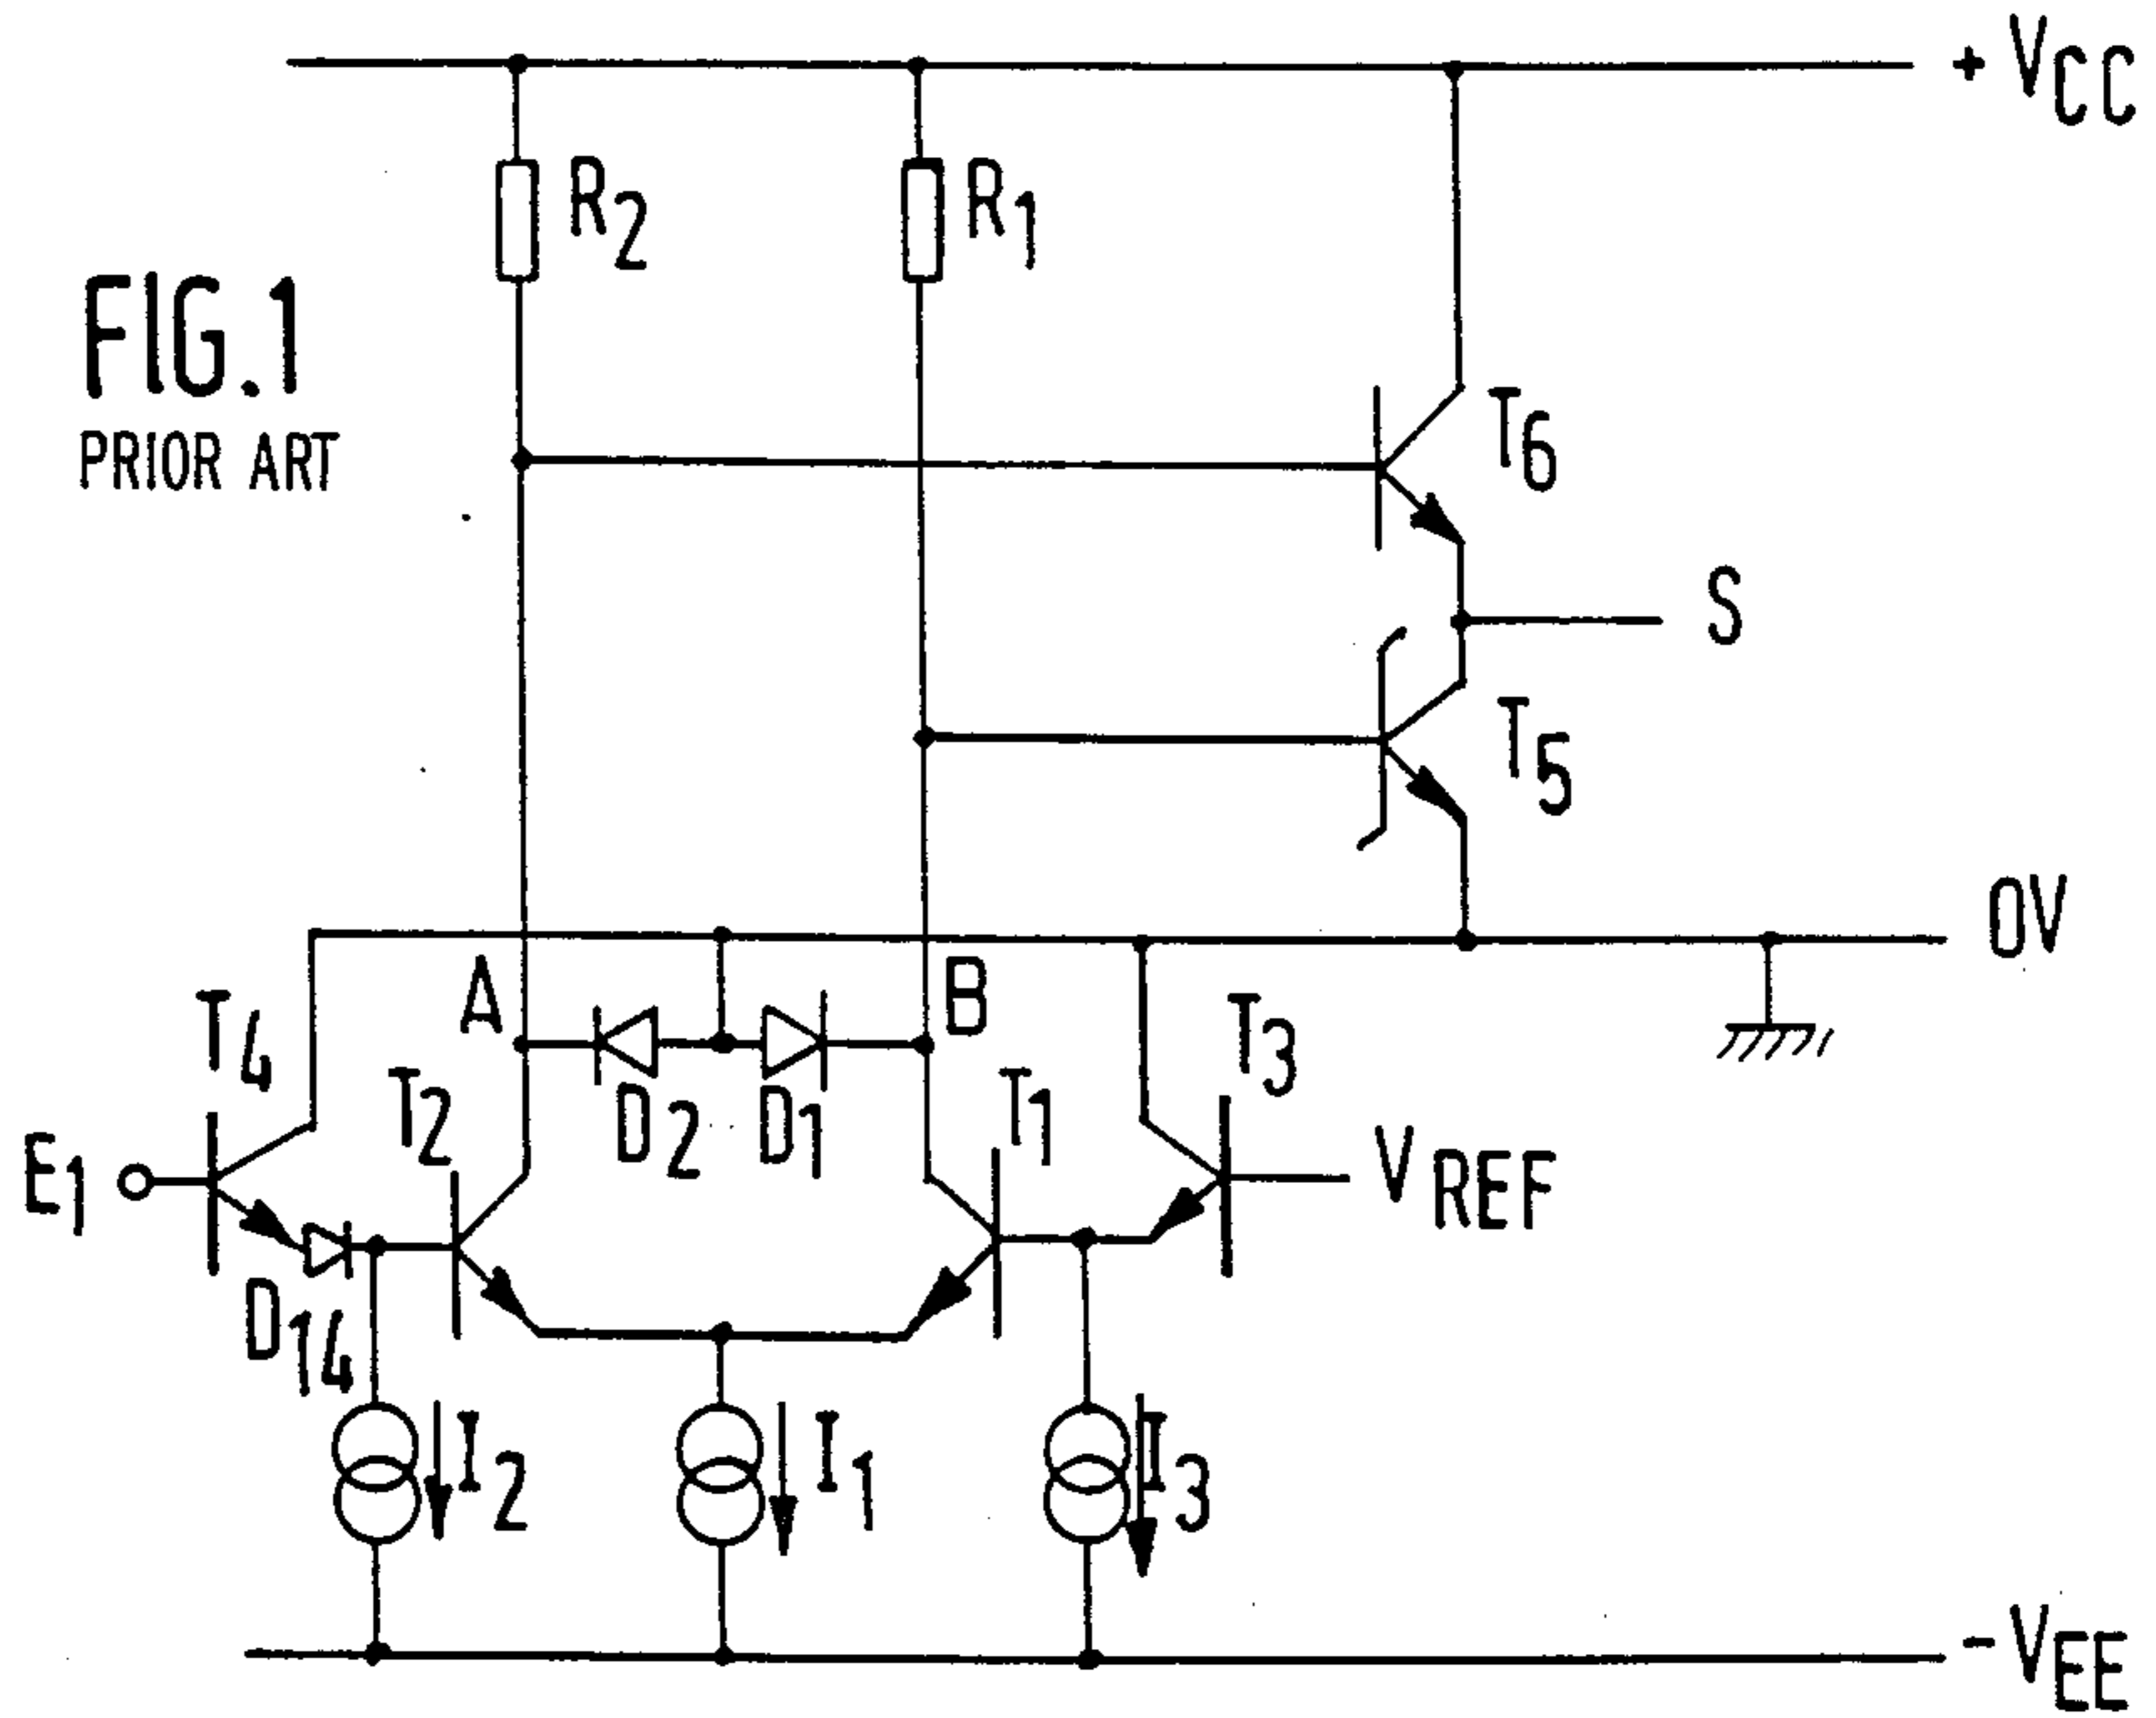 + VCC
R2
R1
FIG.1
PRIOR ART
T6
S
T5
0V
A
B
T4
T3
T2
D2
D1
T1
E1
VREF
D14
I2
I1
I3
- VEE